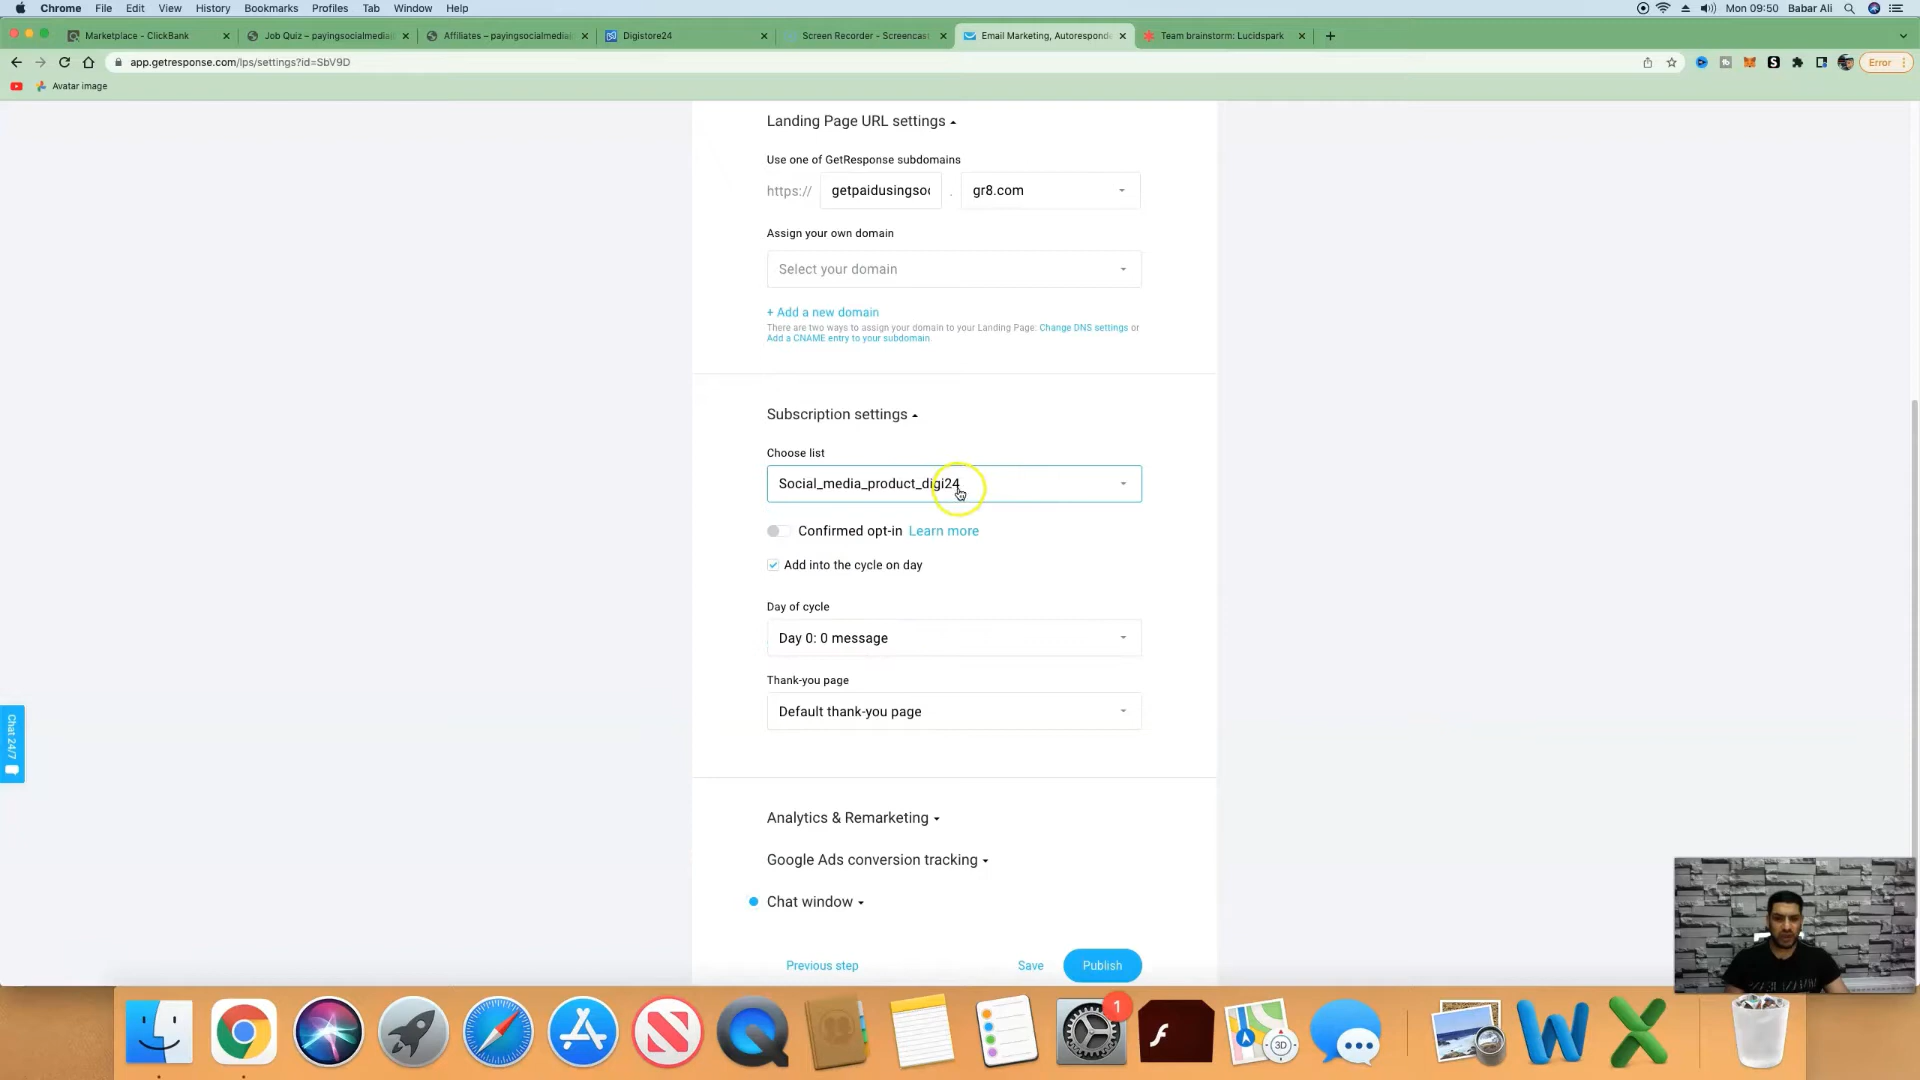 Chrome File Edit View History Bookmarks Profiles Tab Window Help Mon 09:50 Babar Ali
Marketplace - ClickBank Job Quiz – payingsocialmedia Affiliates – payingsocialmedia Digistore24 Screen Recorder - Screencas Email Marketing, Autoresponde Team brainstorm: Lucidspark
app.getresponse.com/lps/settings?id=SbV9D Error
Avatar image
Landing Page URL settings
Use one of GetResponse subdomains
https:// getpaidusingso . gr8.com
Assign your own domain
Select your domain
+ Add a new domain
There are two ways to assign your domain to your Landing Page: Change DNS settings or
Add a CNAME entry to your subdomain.
Subscription settings
Choose list
Social_media_product_digi24
Confirmed opt-in Learn more
Add into the cycle on day
Day of cycle
Day 0: 0 message
Thank-you page
Default thank-you page
Chat 24/7
Analytics & Remarketing
Google Ads conversion tracking
Chat window
Previous step Save Publish
1
3D